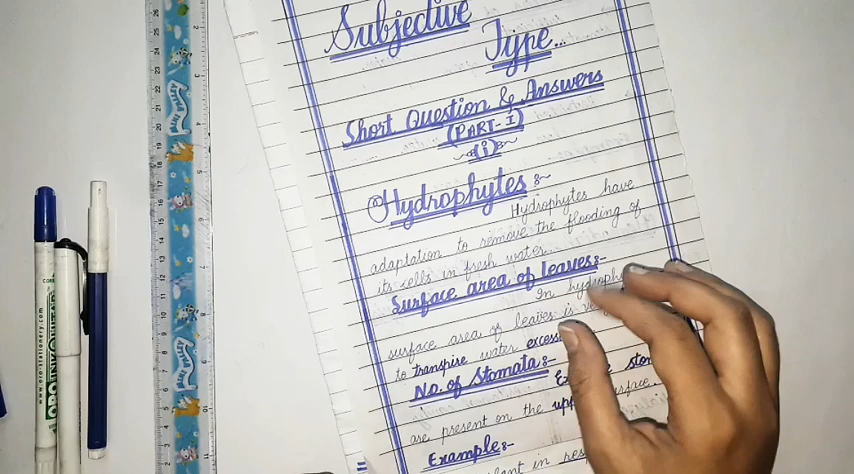 Subjective
Type...
Short Question & Answers
(PART-I)
(i)
Hydrophytes:~
Hydrophytes have
adaptation to remove the flooding of
its cells in fresh water.
Surface area of leaves:-
In
surface area of leaves is
to transpire water
No. of Stomata:-
are present on the surface.
Example:-
in